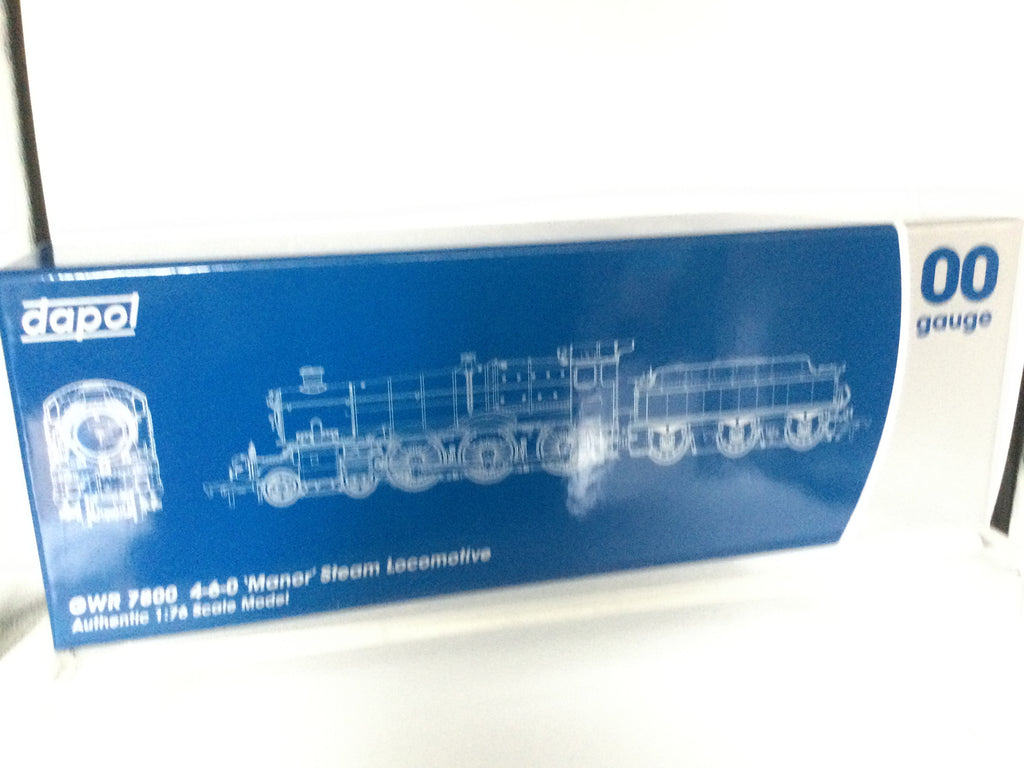 dapol
00
gauge
GWR 7800 4-6-0 'Manor' Steam Locomotive
Authentic 1:76 Scale Model